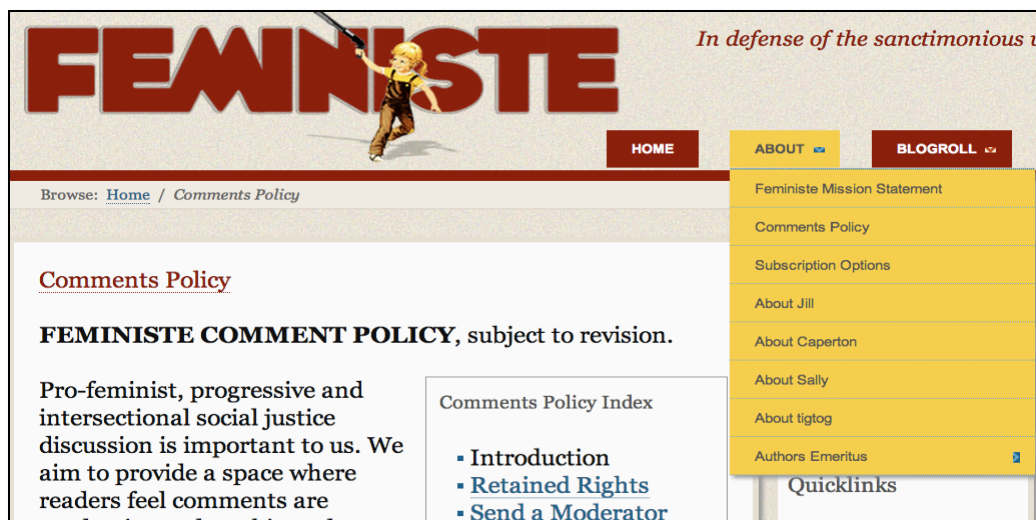 FEMINISTE
In defense of the sanctimonious
HOME
ABOUT
BLOGROLL
Browse: Home / Comments Policy
Feministe Mission Statement
Comments Policy
Subscription Options
About Jill
About Caperton
About Sally
About tigtog
Authors Emeritus
Comments Policy
FEMINISTE COMMENT POLICY, subject to revision.
Pro-feminist, progressive and
intersectional social justice
discussion is important to us. We
aim to provide a space where
readers feel comments are
Comments Policy Index
Introduction
Retained Rights
Send a Moderator
Quicklinks